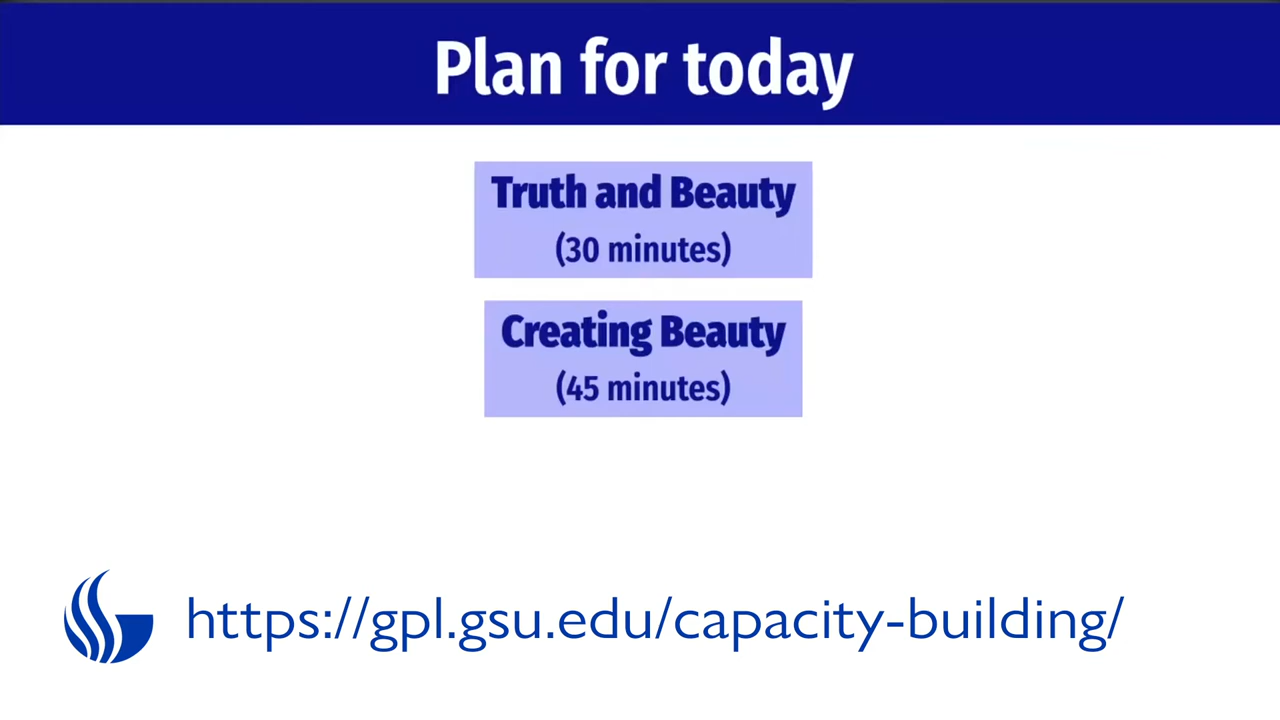 Plan for today
Truth and Beauty
(30 minutes)
Creating Beauty
(45 minutes)
https://gpl.gsu.edu/capacity-building/